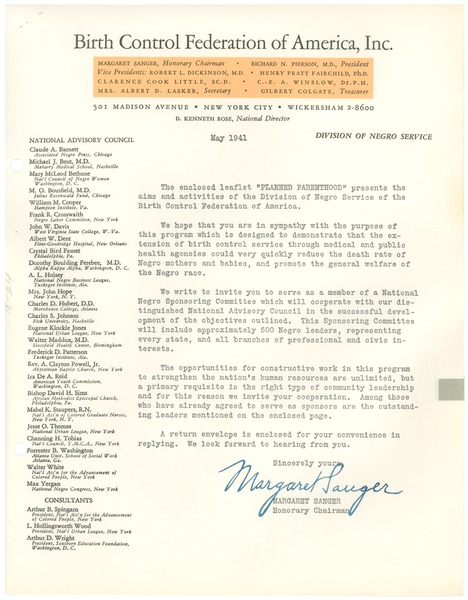 Birth Control Federation of America, Inc.
MARGARET SANGER, Honorary Chairman • RICHARD N. PIERSON, M.D., President
Vice Presidents: ROBERT L. DICKINSON, M.D. • HENRY PRATT FAIRCHILD, Ph.D.
CLARENCE COOK LITTLE, SC.D. • C.-E. A. WINSLOW, Dr.P.H.
MRS. ALBERT D. LASKER, Secretary • GILBERT COLGATE, Treasurer
501 MADISON AVENUE • NEW YORK CITY • WICKERSHAM 2-8600
D. KENNETH ROSE, National Director
May 1941
DIVISION OF NEGRO SERVICE
NATIONAL ADVISORY COUNCIL
Claude A. Barnett
Associated Negro Press, Chicago
Michael J. Bent, M.D.
Meharry Medical School, Nashville
Mary McLeod Bethune
Nat'l Council of Negro Women
Washington, D. C.
M. O. Bousfield, M.D.
Julius Rosenwald Fund, Chicago
William M. Cooper
Hampton Institute, Va.
Frank R. Crosswaith
Negro Labor Committee, New York
John W. Davis
West Virginia State College, W. Va.
Albert W. Dent
Flint-Goodridge Hospital, New Orleans
Crystal Bird Fauset
Philadelphia, Pa.
Dorothy Boulding Ferebee, M.D.
Alpha Kappa Alpha, Washington, D. C.
A. L. Holsey
National Negro Business League,
Tuskegee Institute, Ala.
Mrs. John Hope
New York, N. Y.
Charles D. Hubert, D.D.
Morehouse College, Atlanta
Charles S. Johnson
Fisk University, Nashville
Eugene Kinckle Jones
National Urban League, New York
Walter Maddux, M.D.
Slossfield Health Center, Birmingham
Frederick D. Patterson
Tuskegee Institute, Ala.
Rev. A. Clayton Powell, Jr.
Abyssinian Baptist Church, New York
Ira De A. Reid
American Youth Commission,
Washington, D. C.
Bishop David H. Sims
African Methodist Episcopal Church,
Philadelphia, Pa.
Mabel K. Staupers, R.N.
Nat'l Ass'n of Colored Graduate Nurses,
New York, N. Y.
Jesse O. Thomas
National Urban League, New York
Channing H. Tobias
Nat'l Council, Y.M.C.A., New York
Forrester B. Washington
Atlanta Univ. School of Social Work
Atlanta, Ga.
Walter White
Nat'l Ass'n for the Advancement of
Colored People, New York
Max Yergan
National Negro Congress, New York
CONSULTANTS
Arthur B. Spingarn
President, Nat'l Ass'n for the Advancement
of Colored People, New York
L. Hollingsworth Wood
President, Nat'l Urban League, New York
Arthur D. Wright
President, Southern Education Foundation,
Washington, D. C.
The enclosed leaflet "PLANNED PARENTHOOD" presents the
aims and activities of the Division of Negro Service of the
Birth Control Federation of America.
We hope that you are in sympathy with the purpose of
this program which is designed to demonstrate that the ex-
tension of birth control service through medical and public
health agencies could very quickly reduce the death rate of
Negro mothers and babies, and promote the general welfare of
the Negro race.
We write to invite you to serve as a member of a National
Negro Sponsoring Committee which will cooperate with our dis-
tinguished National Advisory Council in the successful devel-
opment of the objectives outlined. This Sponsoring Committee
will include approximately 500 Negro leaders, representing
every state, and all branches of professional and civic in-
terests.
The opportunities for constructive work in this program
to strengthen the nation's human resources are unlimited, but
a primary requisite is the right type of community leadership
and for this reason we invite your cooperation. Among those
who have already agreed to serve as sponsors are the outstand-
ing leaders mentioned on the enclosed page.
A return envelope is enclosed for your convenience in
replying. We look forward to hearing from you.
Sincerely yours,
Margaret Sanger
MARGARET SANGER
Honorary Chairman